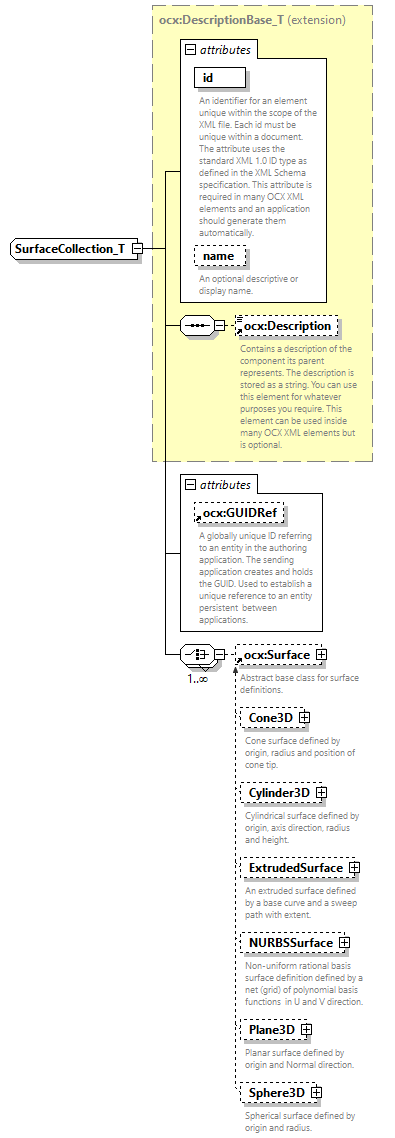 ocx:DescriptionBase_T (extension)
attributes
id
An identifier for an element
unique within the scope of the
XML file. Each id must be
unique within a document.
The attribute uses the
standard XML 1.0 ID type as
defined in the XML Schema
specification. This attribute is
required in many OCX XML
elements and an application
should generate them
automatically.
SurfaceCollection_T
name
An optional descriptive or
display name.
ocx:Description
Contains a description of the
component its parent
represents. The description is
stored as a string. You can use
this element for whatever
purposes you require. This
element can be used inside
many OCX XML elements but
is optional.
attributes
ocx:GUIDRef
A globally unique ID referring
to an entity in the authoring
application. The sending
application creates and holds
the GUID. Used to establish a
unique reference to an entity
persistent  between
applications.
ocx:Surface
1..∞
Abstract base class for surface
definitions.
Cone3D
Cone surface defined by
origin, radius and position of
cone tip.
Cylinder3D
Cylindrical surface defined by
origin, axis direction, radius
and height.
ExtrudedSurface
An extruded surface defined
by a base curve and a sweep
path with extent.
NURBSSurface
Non-uniform rational basis
surface definition defined by a
net (grid) of polynomial basis
functions  in U and V direction.
Plane3D
Planar surface defined by
origin and Normal direction.
Sphere3D
Spherical surface defined by
origin and radius.